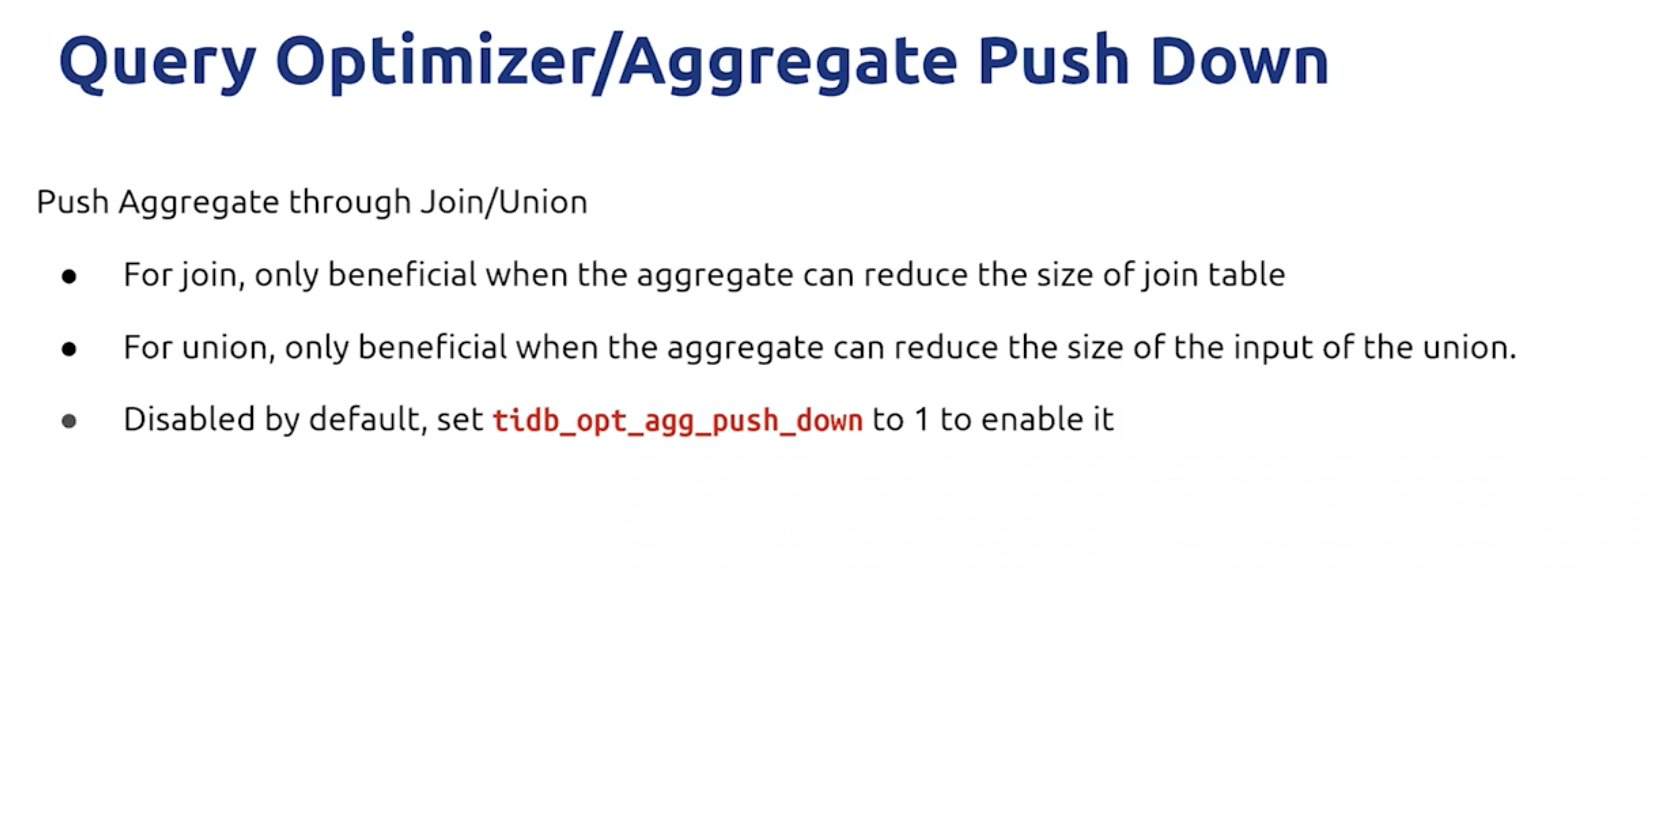 Query Optimizer/Aggregate Push Down
Push Aggregate through Join/Union
● For join, only beneficial when the aggregate can reduce the size of join table
● For union, only beneficial when the aggregate can reduce the size of the input of the union.
● Disabled by default, set tidb_opt_agg_push_down to 1 to enable it